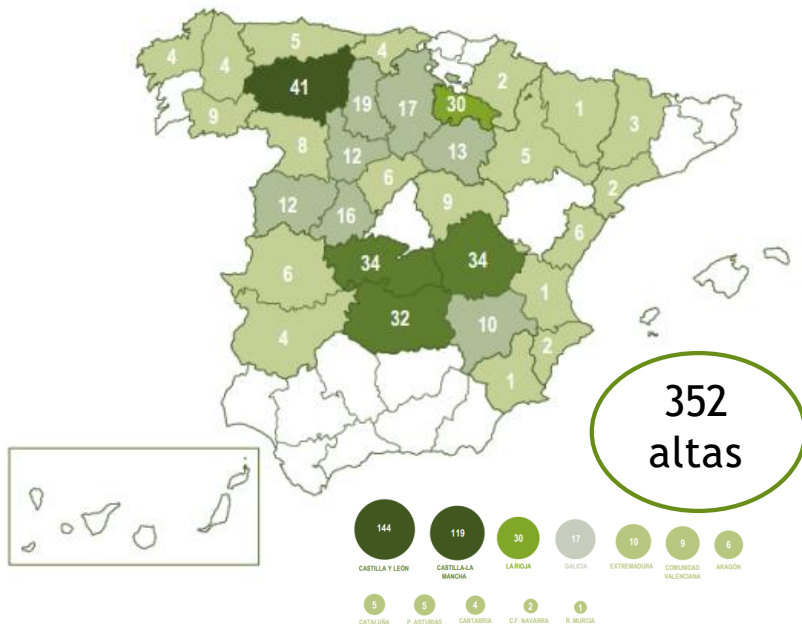 5
4
4
4
2
41
19
17
30
1
3
9
8
12
13
5
6
2
12
16
9
6
34
34
6
1
32
10
4
2
1
352
altas
144
119
30
17
10
9
6
CASTILLA Y LEÓN
CASTILLA-LA
MANCHA
LA RIOJA
GALICIA
EXTREMADURA
COMUNIDAD
VALENCIANA
ARAGÓN
5
5
4
2
1
CATALUÑA
P. ASTURIAS
CANTABRIA
C.F. NAVARRA
R. MURCIA